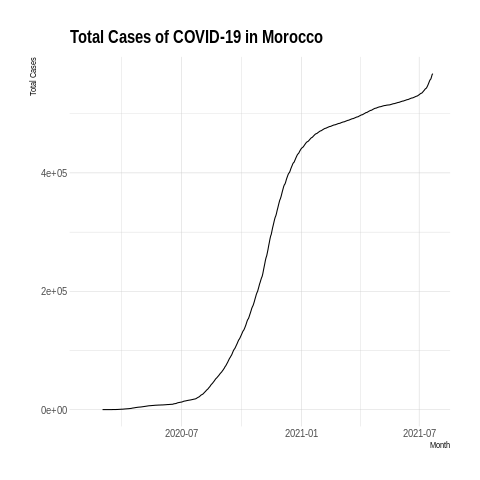 Total Cases of COVID-19 in Morocco
Total Cases
4e+05
2e+05
0e+00
2020-07
2021-01
2021-07
Month